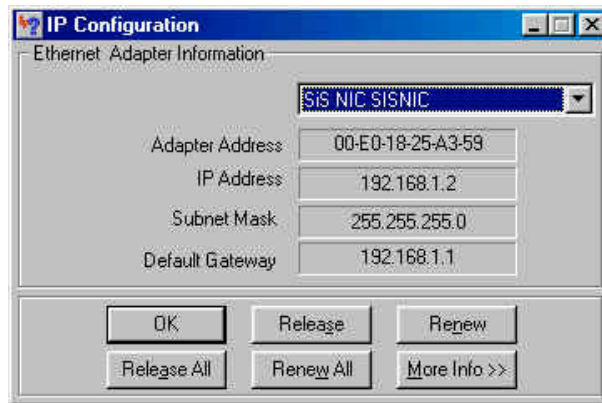 IP Configuration
Ethernet Adapter Information
SiS NIC SISNIC
Adapter Address 00-E0-18-25-A3-59
IP Address 192.168.1.2
Subnet Mask 255.255.255.0
Default Gateway 192.168.1.1
OK Release Renew
Release All Renew All More Info >>